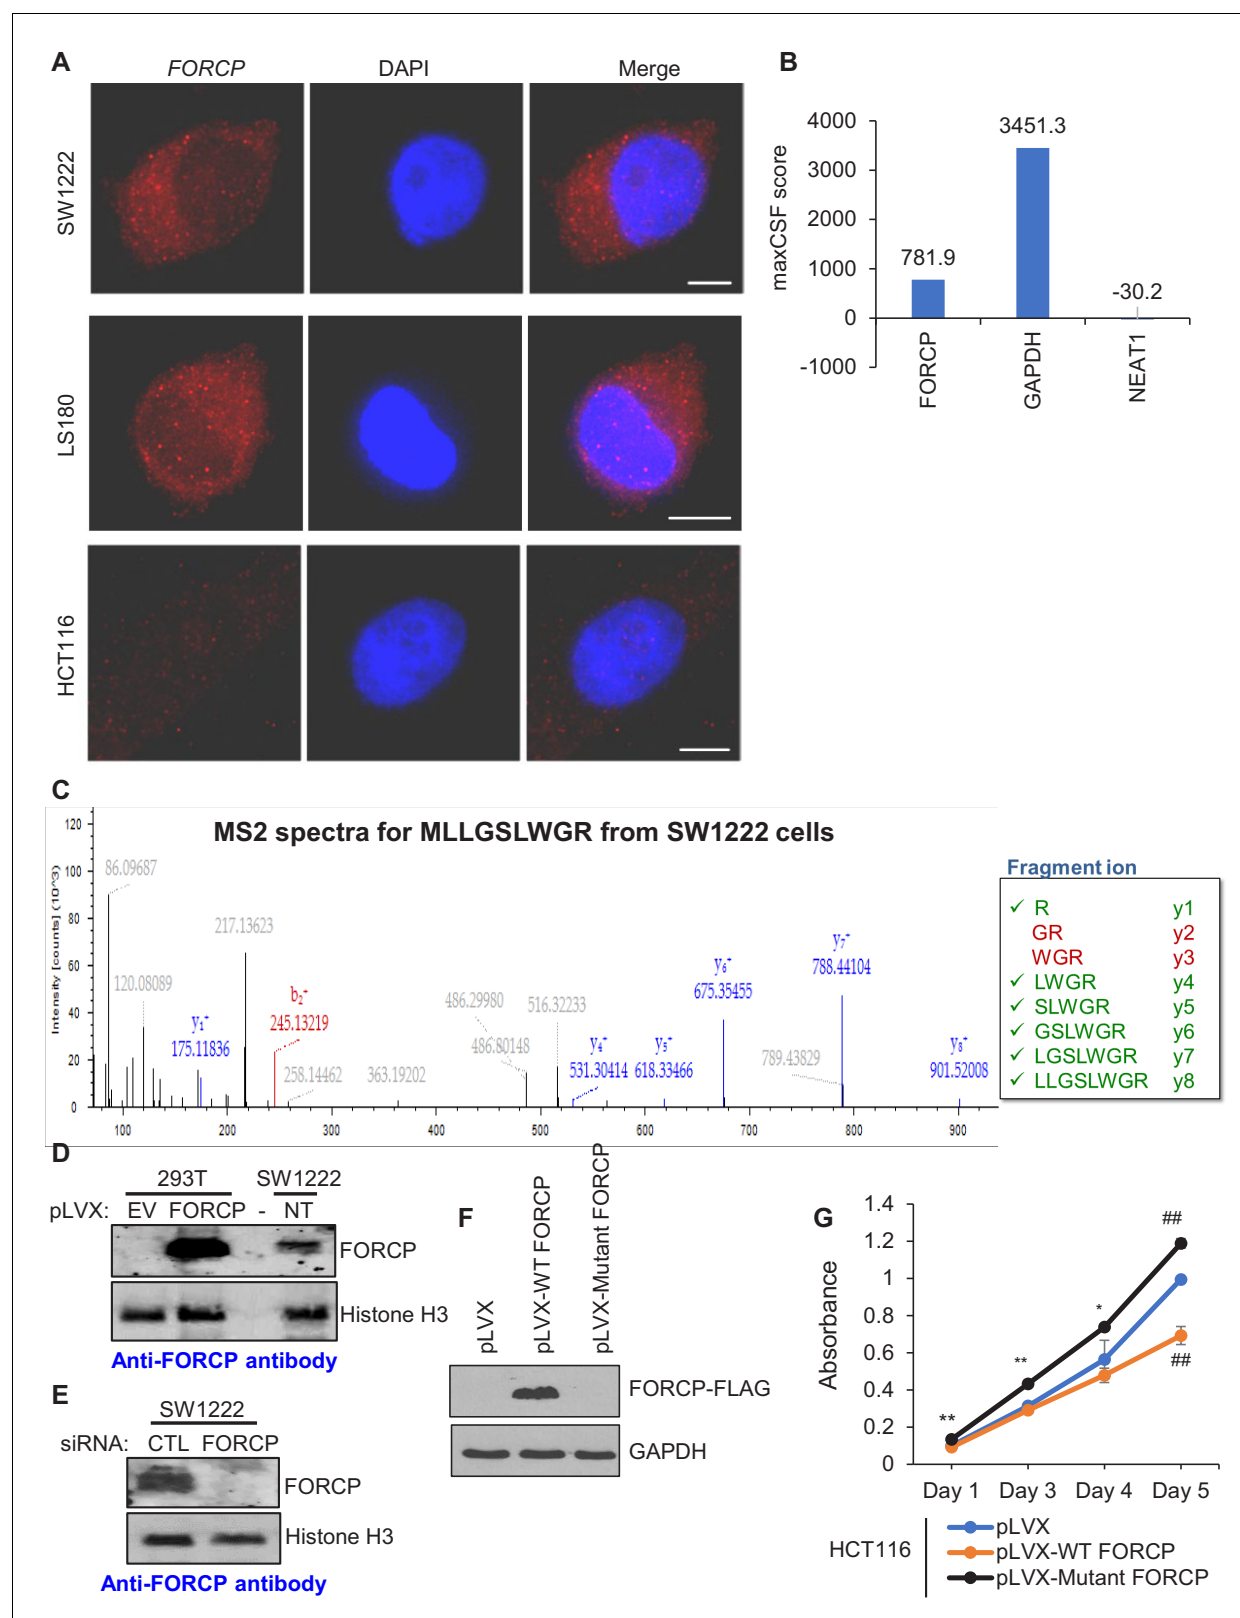 A
FORCP DAPI Merge
SW1222
LS180
HCT116
B
maxCSF score
4000
3000
2000
1000
0
-1000
781.9
3451.3
-30.2
FORCP
GAPDH
NEAT1
C
MS2 spectra for MLLGSLWGR from SW1222 cells
Intensity [counts] (10^3)
120
100
80
60
40
20
0
100 200 300 400 500 600 700 800 900
86.09687
120.08089
y1+
175.11836
217.13623
b2+
245.13219
258.14462
363.19202
486.29980
486.80148
516.32233
y4+
531.30414
y5+
618.33466
y6+
675.35455
y7+
788.44104
789.43829
y8+
901.52008
Fragment ion
✓ R y1
GR y2
WGR y3
✓ LWGR y4
✓ SLWGR y5
✓ GSLWGR y6
✓ LGSLWGR y7
✓ LLGSLWGR y8
D
293T SW1222
pLVX: EV FORCP - NT
FORCP
Histone H3
Anti-FORCP antibody
E
SW1222
siRNA: CTL FORCP
FORCP
Histone H3
Anti-FORCP antibody
F
pLVX
pLVX-WT FORCP
pLVX-Mutant FORCP
FORCP-FLAG
GAPDH
G
Absorbance
1.4
1.2
1
0.8
0.6
0.4
0.2
0
**
**
*
##
##
Day 1 Day 3 Day 4 Day 5
HCT116
pLVX
pLVX-WT FORCP
pLVX-Mutant FORCP